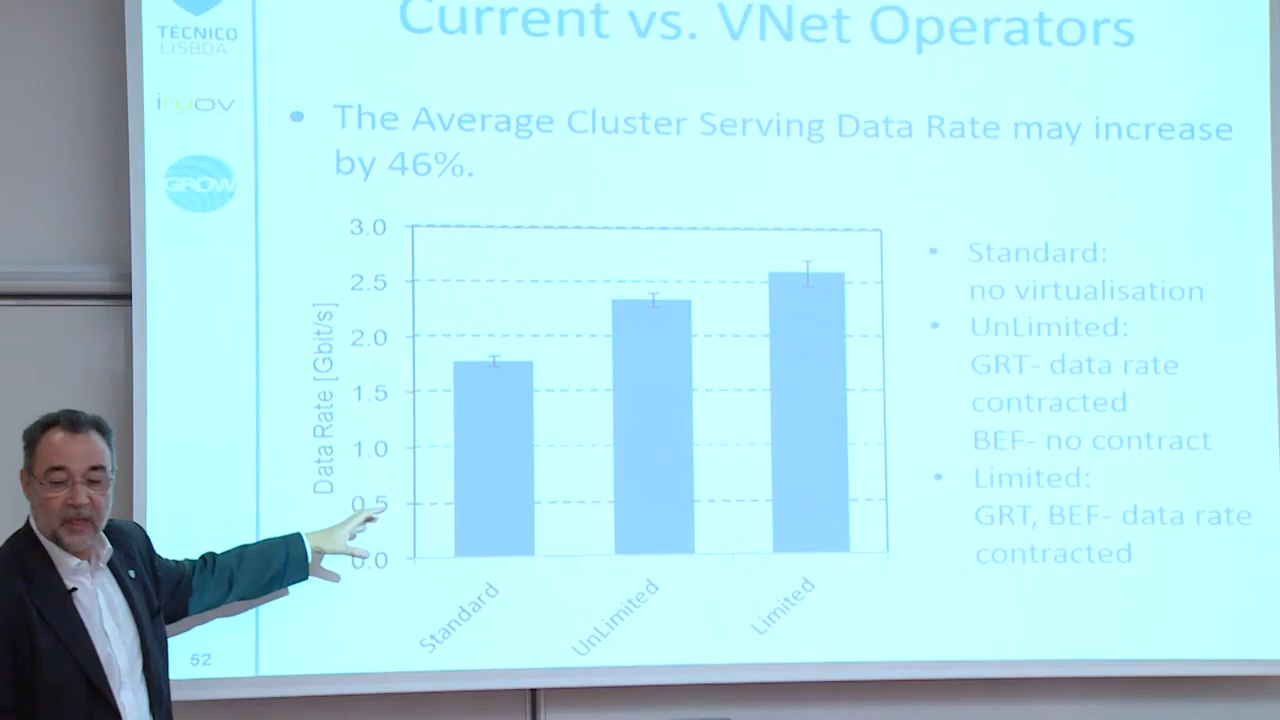 Current vs. VNet Operators
TÉCNICO
LISBOA
inov
GROW
• The Average Cluster Serving Data Rate may increase
by 46%.
3.0
2.5
2.0
1.5
1.0
0.5
0.0
Data Rate [Gbit/s]
Standard
UnLimited
Limited
• Standard:
no virtualisation
• UnLimited:
GRT- data rate
contracted
BEF- no contract
• Limited:
GRT, BEF- data rate
contracted
52